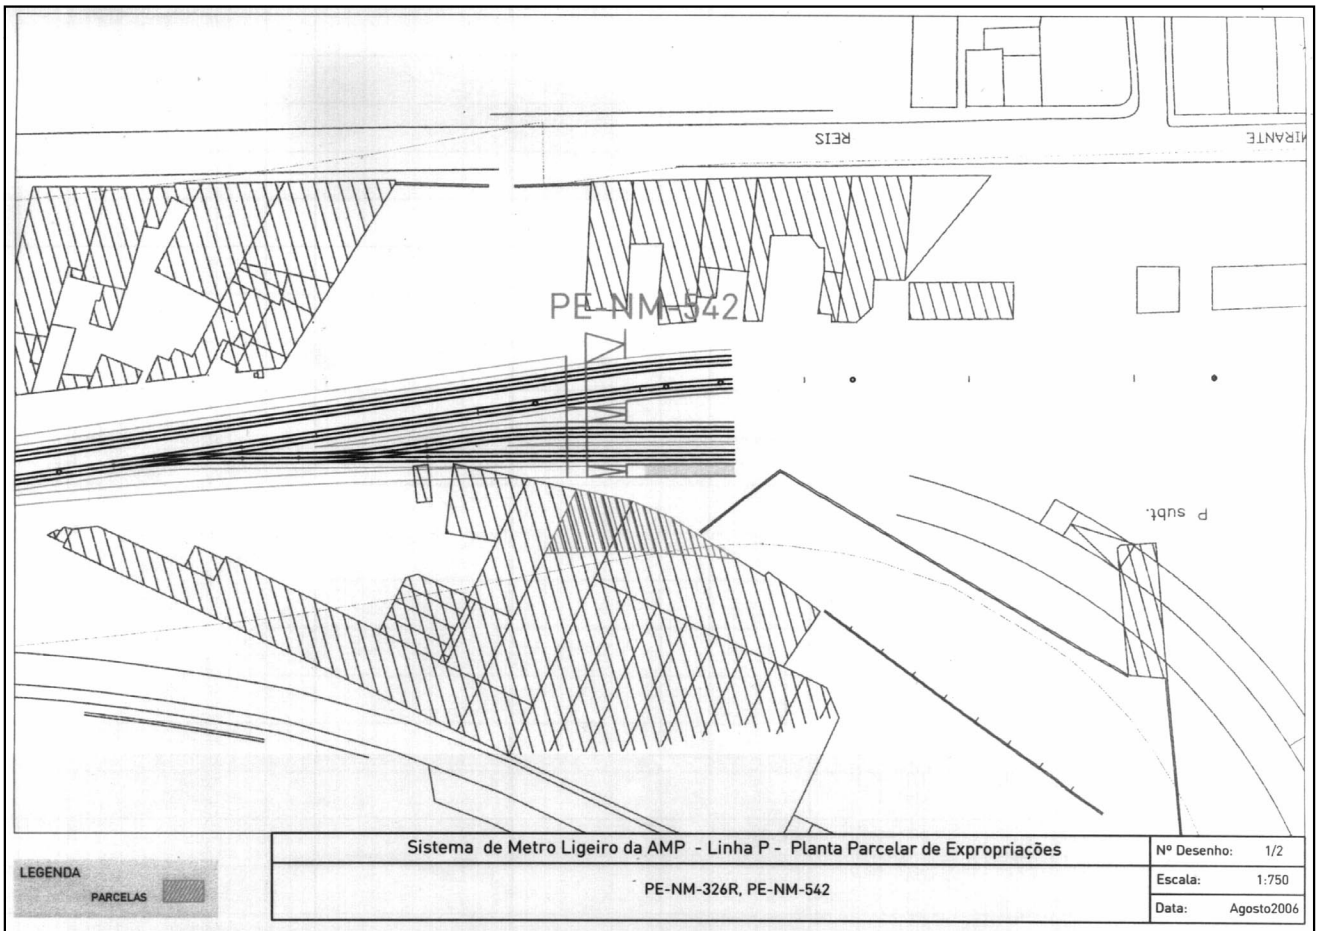 REIS
MIRANTE
PE-NM-542
P subt.
Sistema de Metro Ligeiro da AMP - Linha P - Planta Parcelar de Expropriações
PE-NM-326R, PE-NM-542
Nº Desenho: 1/2
Escala: 1:750
Data: Agosto2006
LEGENDA
PARCELAS